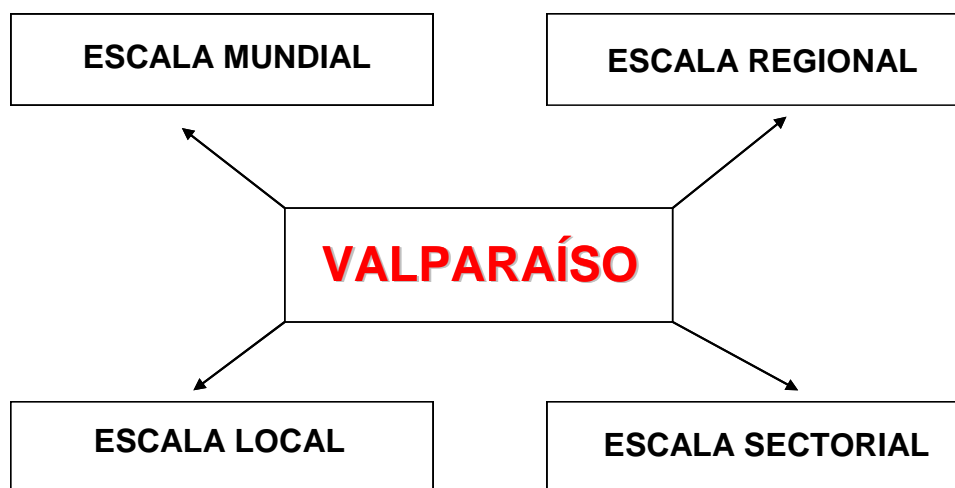 ESCALA MUNDIAL
ESCALA REGIONAL
VALPARAÍSO
ESCALA LOCAL
ESCALA SECTORIAL